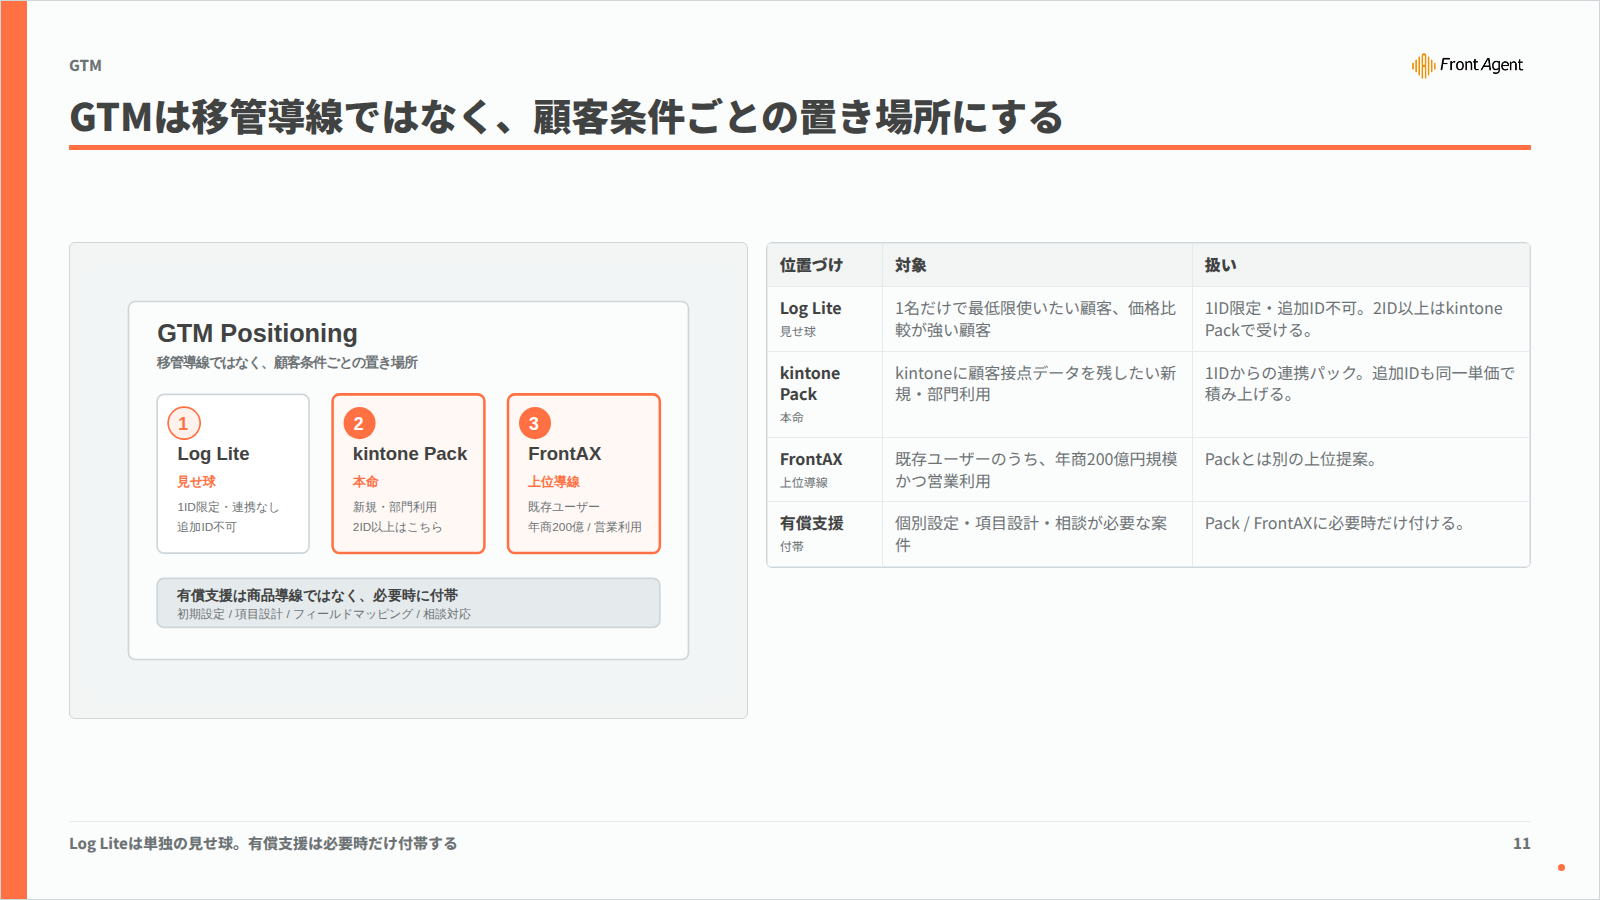 GTM
Front Agent
GTMは移管導線ではなく、顧客条件ごとの置き場所にする
GTM Positioning
移管導線ではなく、顧客条件ごとの置き場所
1
Log Lite
見せ球
1ID限定・連携なし
追加ID不可
2
kintone Pack
本命
新規・部門利用
2ID以上はこちら
3
FrontAX
上位導線
既存ユーザー
年商200億 / 営業利用
有償支援は商品導線ではなく、必要時に付帯
初期設定 / 項目設計 / フィールドマッピング / 相談対応
位置づけ
対象
扱い
Log Lite
見せ球
1名だけで最低限使いたい顧客、価格比
較が強い顧客
1ID限定・追加ID不可。2ID以上はkintone
Packで受ける。
kintone
Pack
本命
kintoneに顧客接点データを残したい新
規・部門利用
1IDからの連携パック。追加IDも同一単価で
積み上げる。
FrontAX
上位導線
既存ユーザーのうち、年商200億円規模
かつ営業利用
Packとは別の上位提案。
有償支援
付帯
個別設定・項目設計・相談が必要な案
件
Pack / FrontAXに必要時だけ付ける。
Log Liteは単独の見せ球。有償支援は必要時だけ付帯する
11